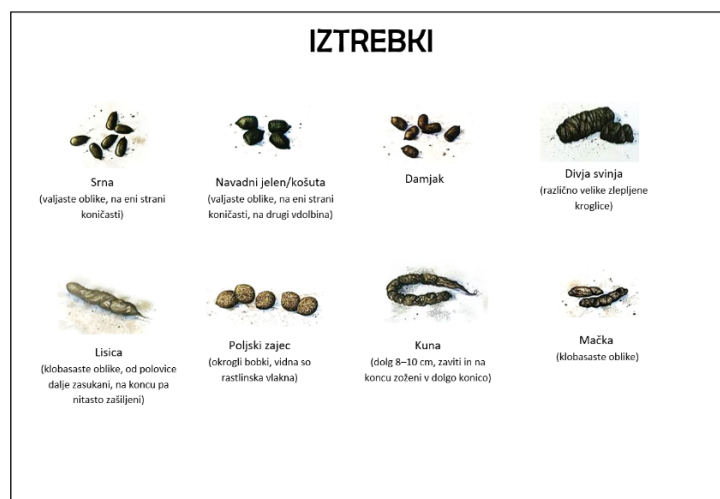 IZTREBKI
Srna
(valjaste oblike, na eni strani
koničasti)
Navadni jelen/košuta
(valjaste oblike, na eni strani
koničasti, na drugi vdolbina)
Damjak
Divja svinja
(različno velike zlepljene
kroglice)
Lisica
(klobasaste oblike, od polovice
dalje zasukani, na koncu pa
nitasto zašiljeni)
Poljski zajec
(okrogli bobki, vidna so
rastlinska vlakna)
Kuna
(dolg 8–10 cm, zaviti in na
koncu zoženi v dolgo konico)
Mačka
(klobasaste oblike)